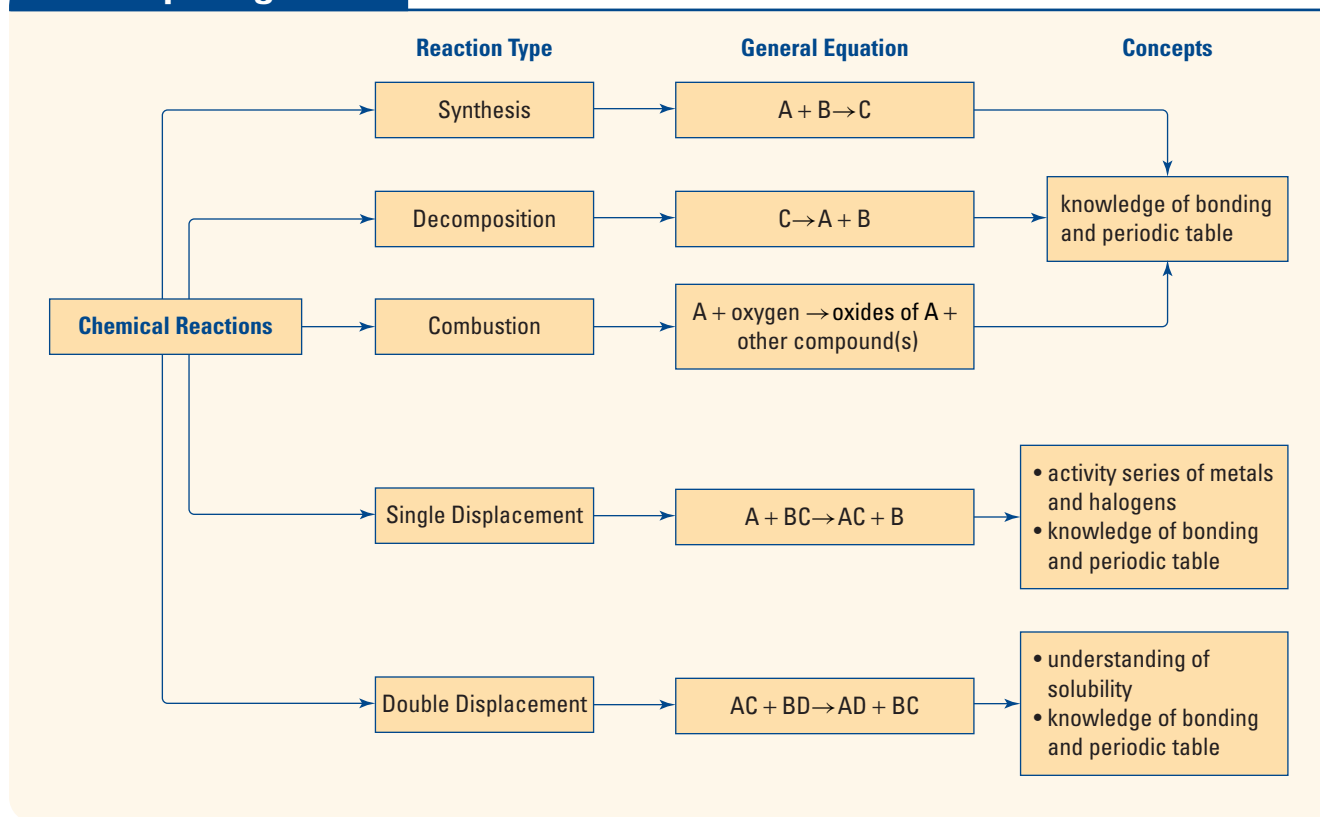 Reaction Type
General Equation
Concepts
Synthesis
A + B→C
Decomposition
C→A + B
knowledge of bonding
and periodic table
Chemical Reactions
Combustion
A + oxygen →oxides of A +
other compound(s)
Single Displacement
A + BC→AC + B
• activity series of metals
and halogens
• knowledge of bonding
and periodic table
Double Displacement
AC + BD→AD + BC
• understanding of
solubility
• knowledge of bonding
and periodic table